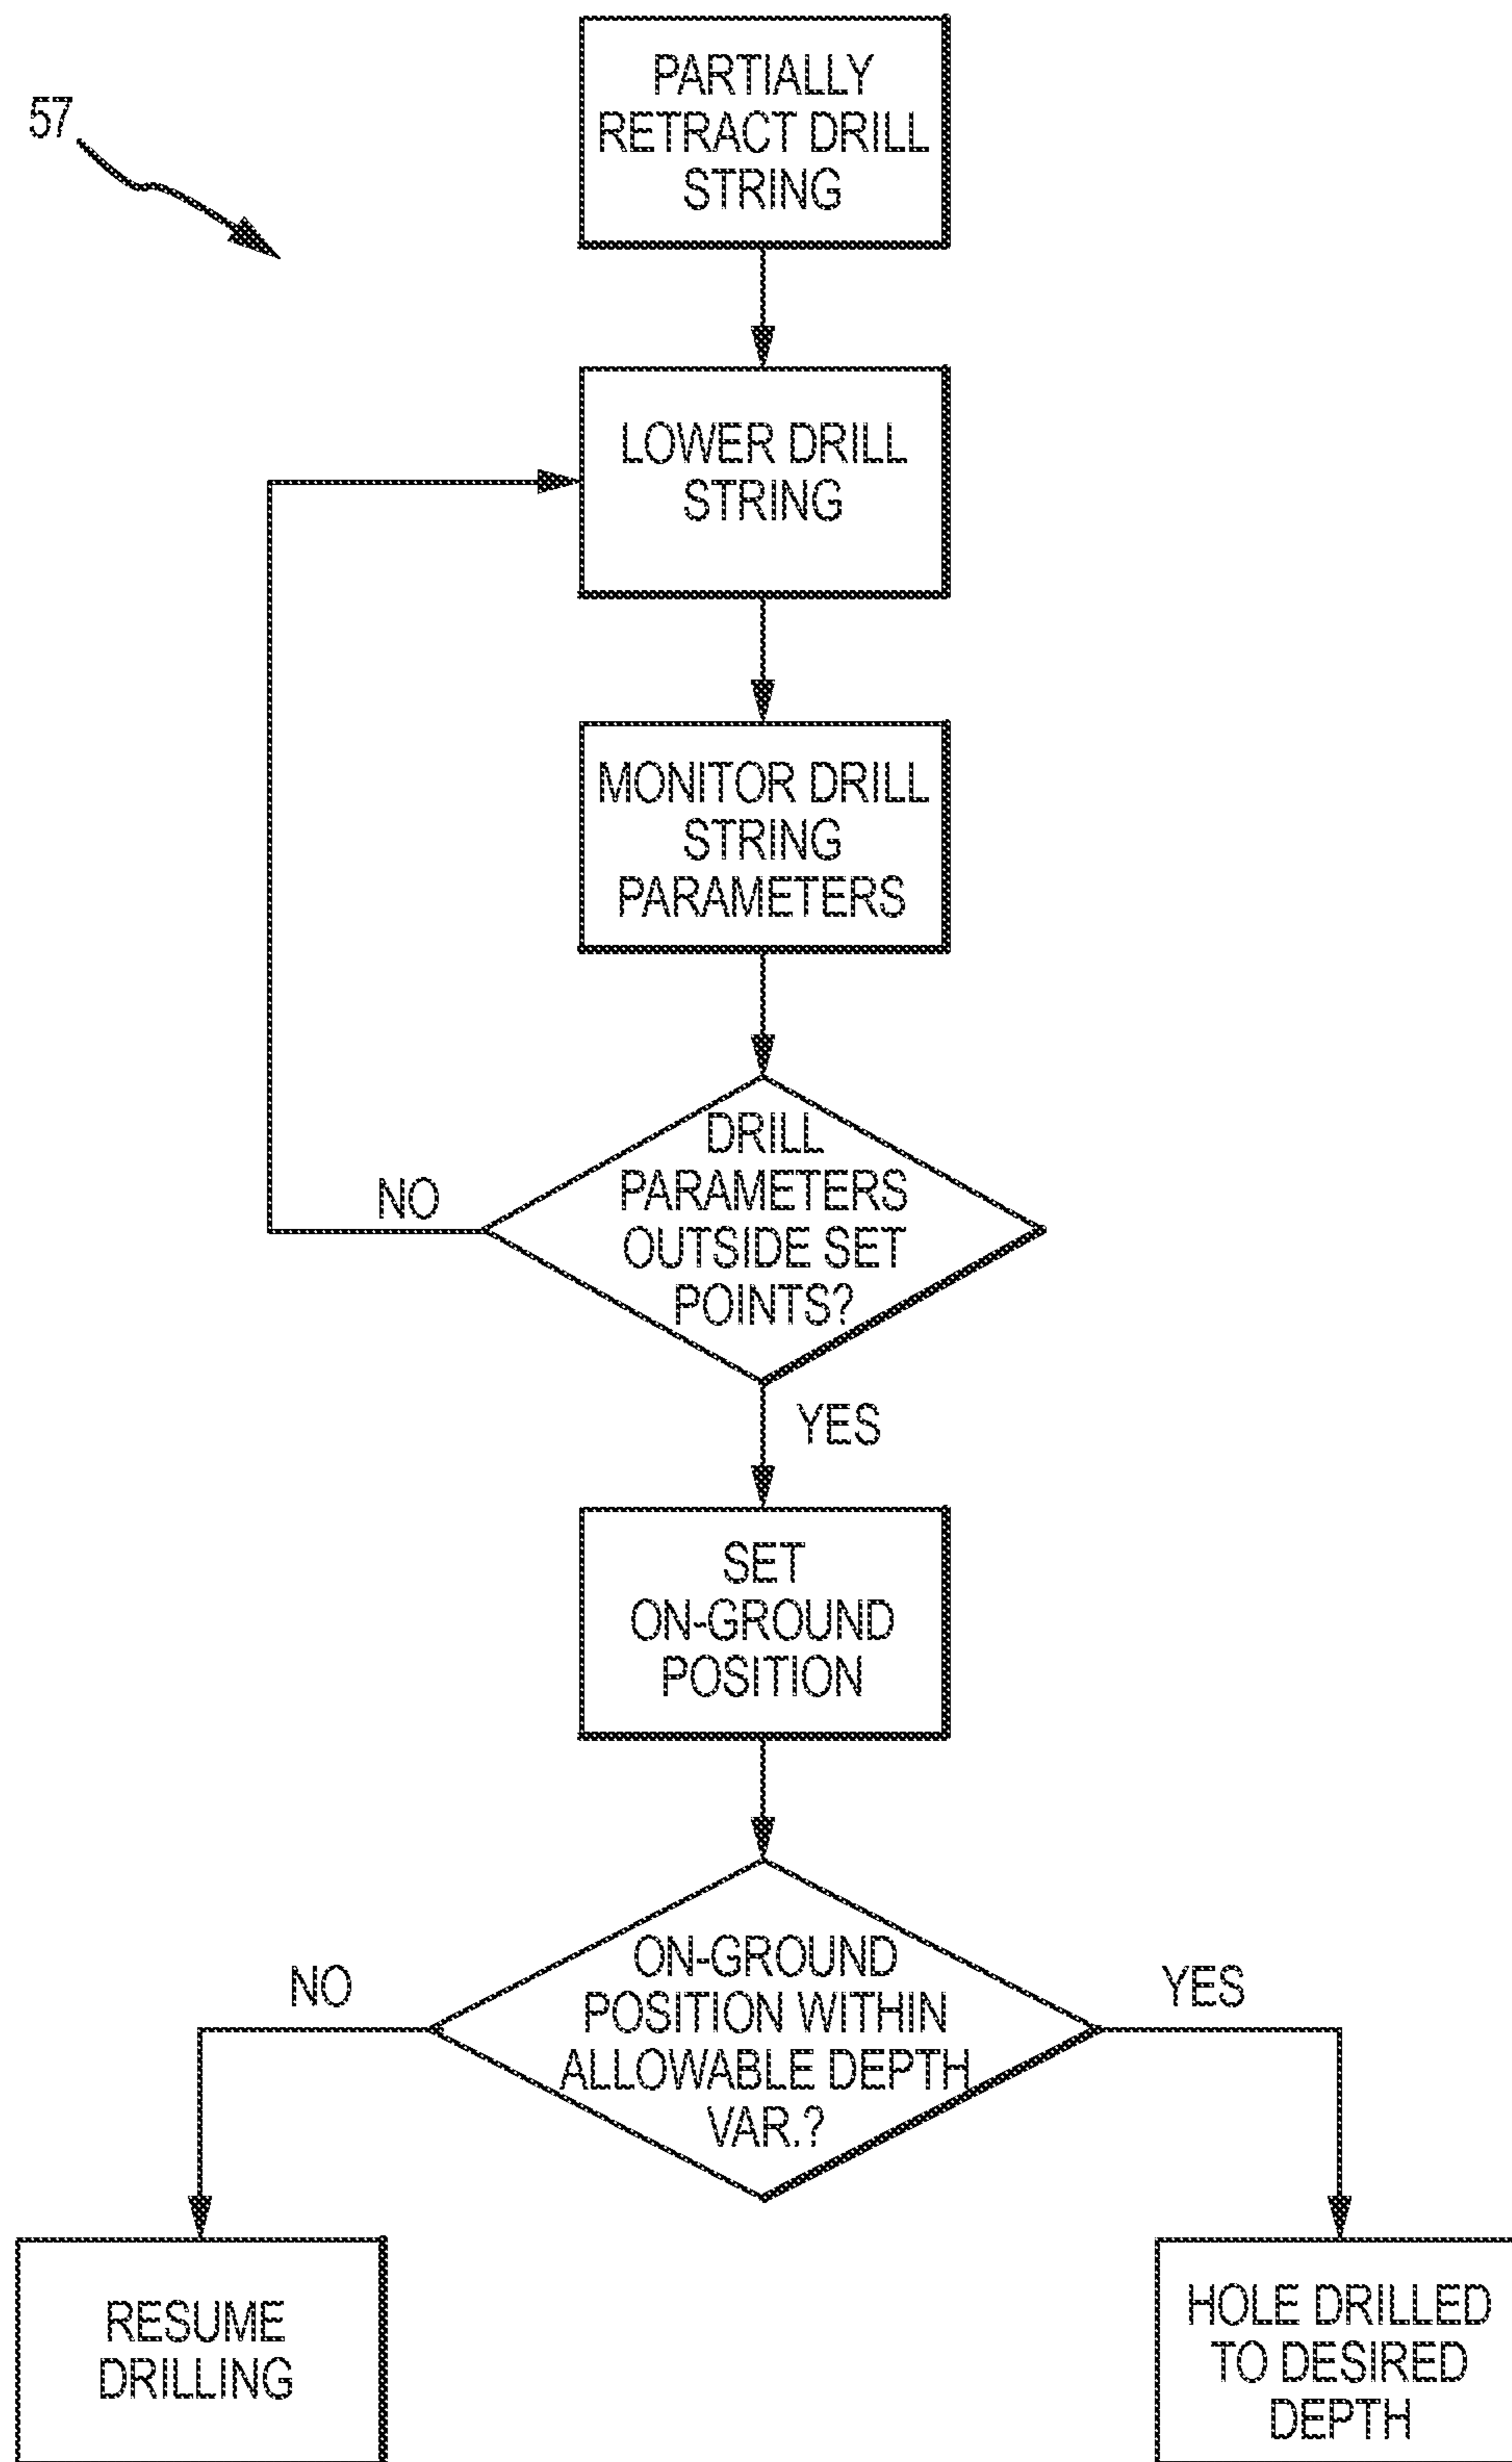 57
PARTIALLY
RETRACT DRILL
STRING
LOWER DRILL
STRING
MONITOR DRILL
STRING
PARAMETERS
DRILL
PARAMETERS
OUTSIDE SET
POINTS?
NO
YES
SET
ON-GROUND
POSITION
ON-GROUND
POSITION WITHIN
ALLOWABLE DEPTH
VAR.?
NO
YES
RESUME
DRILLING
HOLE DRILLED
TO DESIRED
DEPTH